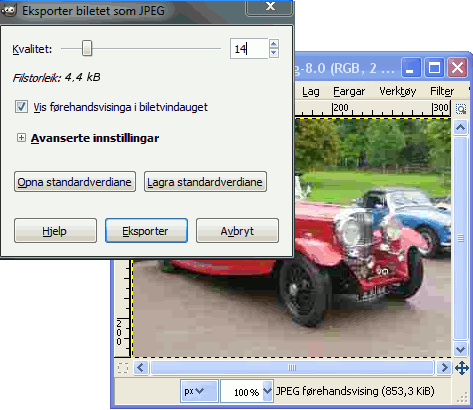 Eksporter biletet som JPEG
Kvalitet:
14
Filstorleik: 4,4 kB
Vis førehandsvisinga i biletvindauget
Avanserte innstillingar
Opna standardverdiane
Lagra standardverdiane
Hjelp
Eksporter
Avbryt
g-8.0 (RGB, 2 ...
Lag Fargar Verktøy Filter
200 300
200
px 100 % JPEG førehandsvising (853,3 KiB)